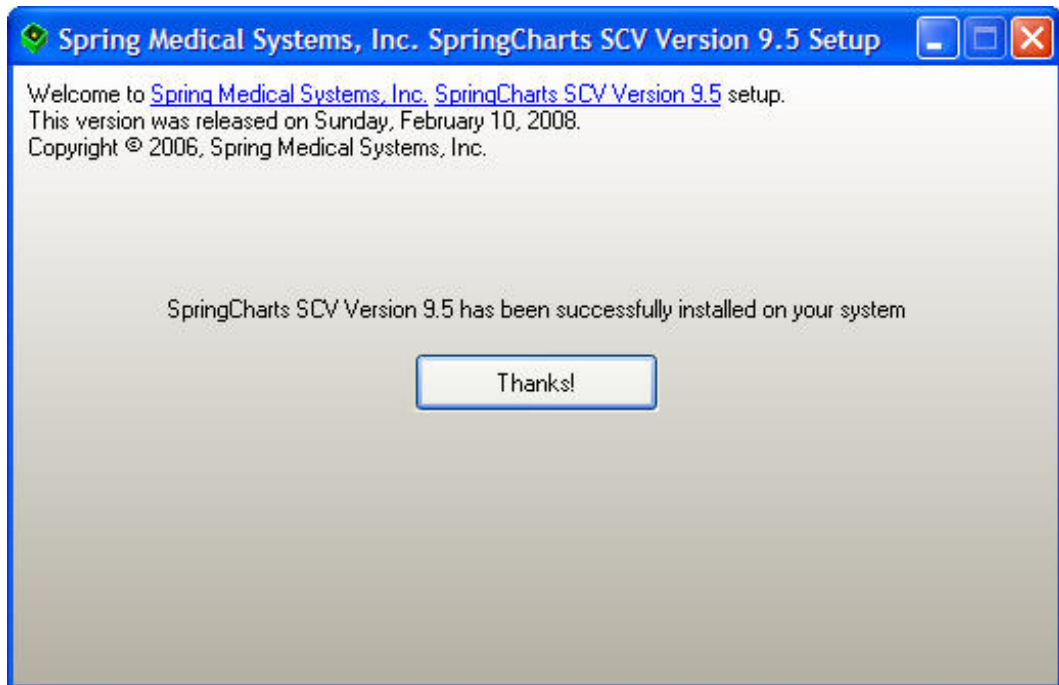 Spring Medical Systems, Inc. SpringCharts SCV Version 9.5 Setup
Welcome to Spring Medical Systems, Inc. SpringCharts SCV Version 9.5 setup.
This version was released on Sunday, February 10, 2008.
Copyright © 2006, Spring Medical Systems, Inc.
SpringCharts SCV Version 9.5 has been successfully installed on your system
Thanks!